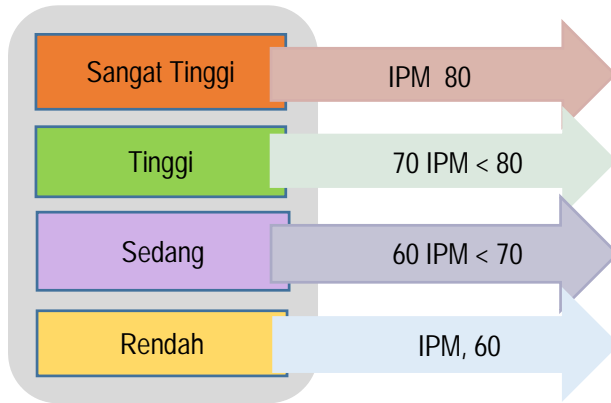 Sangat Tinggi IPM 80
Tinggi 70 IPM < 80
Sedang 60 IPM < 70
Rendah IPM, 60